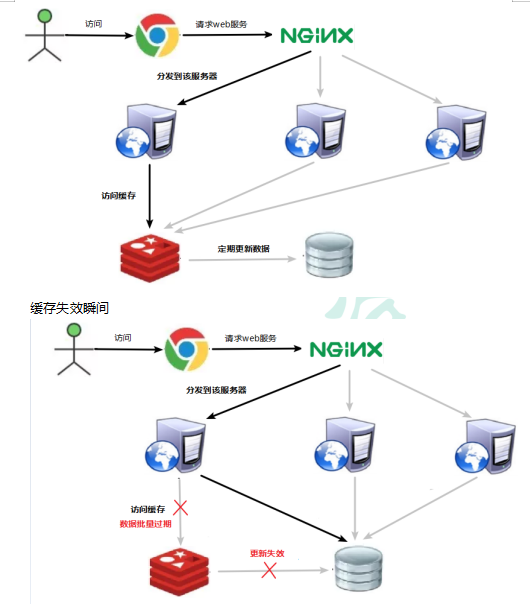 访问
请求web服务
NGINX
分发到该服务器
访问缓存
定期更新数据
缓存失效瞬间
访问
请求web服务
NGINX
分发到该服务器
访问缓存
数据批量过期
更新失效